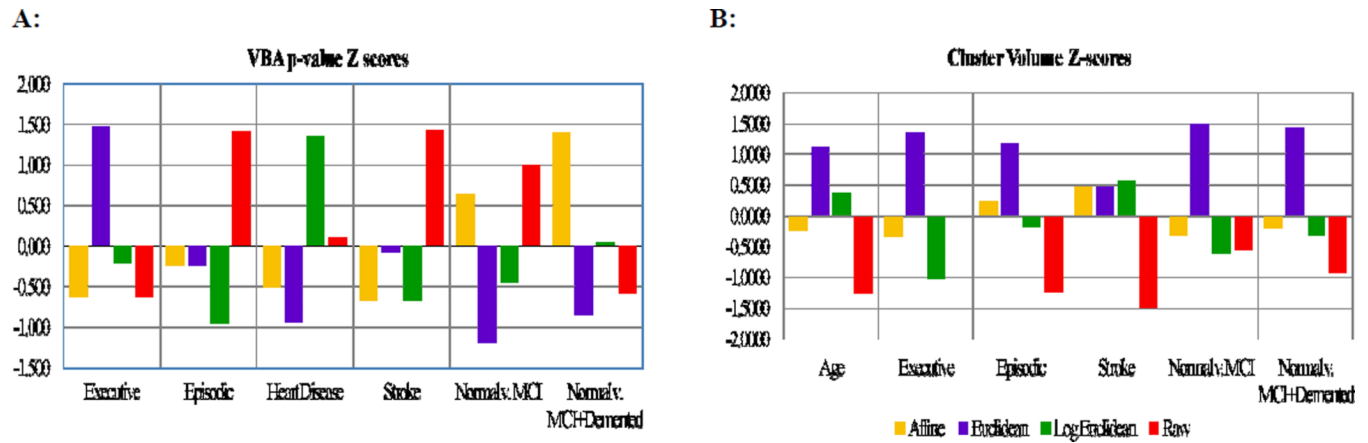 A:
B:
VBA p-value Z scores
2.000
1.500
1.000
0.500
0.000
-0.500
-1.000
-1.500
Executive
Episodic
Heart Disease
Stroke
Normal v. MCI
Normal v.
MCI+Demented
Cluster Volume Z-scores
2.0000
1.5000
1.0000
0.5000
0.0000
-0.5000
-1.0000
-1.5000
-2.0000
Age
Executive
Episodic
Stroke
Normal v. MCI
Normal v.
MCI+Demented
Affine
Euclidean
Log Euclidean
Raw